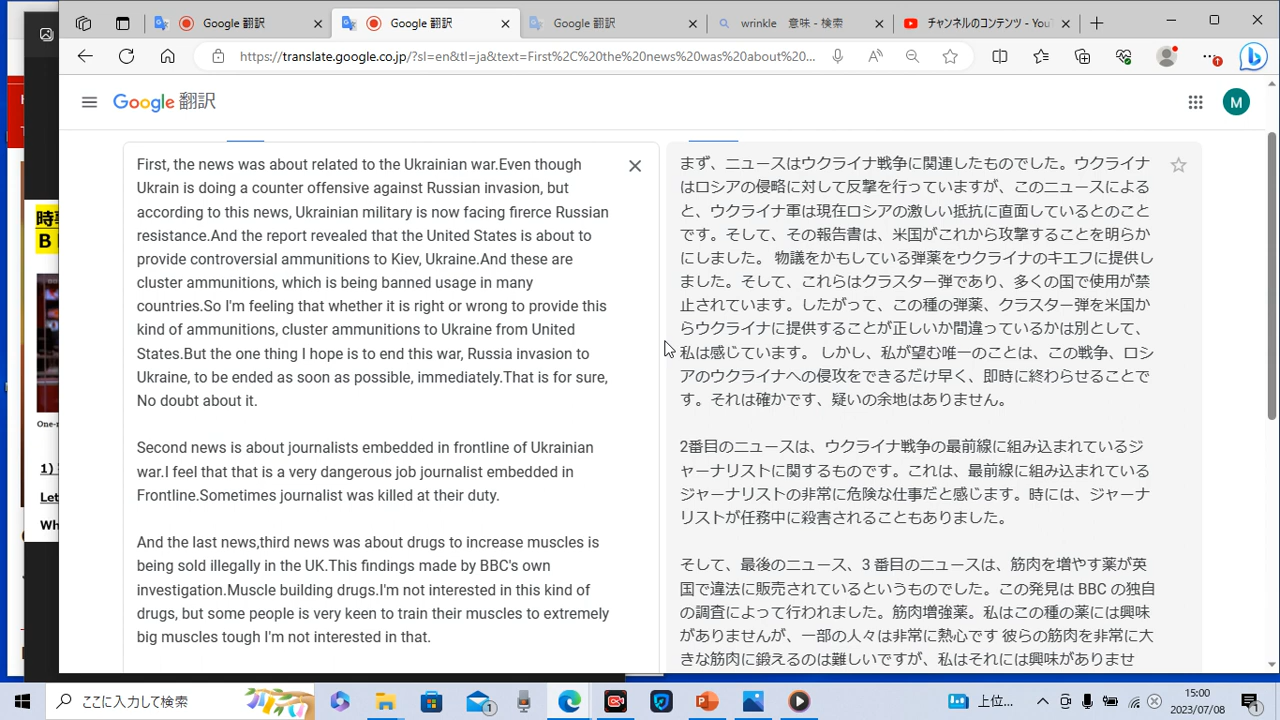 Google 翻訳
Google 翻訳
Google 翻訳
wrinkle 意味 - 検索
チャンネルのコンテンツ - You
https://translate.google.co.jp/?sl=en&tl=ja&text=First%2C%20the%20news%20was%20about%20...
Google 翻訳
M
First, the news was about related to the Ukrainian war.Even though
Ukrain is doing a counter offensive against Russian invasion, but
according to this news, Ukrainian military is now fading firerce Russian
resistance.And the report revealed that the United States is about to
provide controversial ammunitions to Kiev, Ukraine.And these are
cluster ammunitions, which is being banned usage in many
countries.So I'm feeling that whether it is right or wrong to provide this
kind of ammunitions, cluster ammunitions to Ukraine from United
States.But the one thing I hope is to end this war, Russia invasion to
Ukraine, to be ended as soon as possible, immediately.That is for sure,
No doubt about it.
Second news is about journalists embedded in frontline of Ukrainian
war.I feel that that is a very dangerous job journalist embedded in
Frontline.Sometimes journalist was killed at their duty.
And the last news,third news was about drugs to increase muscles is
being sold illegally in the UK.This findings made by BBC's own
investigation.Muscle building drugs.I'm not interested in this kind of
drugs, but some people is very keen to train their muscles to extremely
big muscles tough I'm not interested in that.
まず、ニュースはウクライナ戦争に関連したものでした。ウクライナ
はロシアの侵略に対して反撃を行っていますが、このニュースによる
と、ウクライナ軍は現在ロシアの激しい抵抗に直面しているとのこと
です。そして、その報告書は、米国がこれから攻撃することを明らか
にしました。 物議をかもしている弾薬をウクライナのキエフに提供し
ました。そして、これらはクラスター弾であり、多くの国で使用が禁
止されています。したがって、この種の弾薬、クラスター弾を米国か
らウクライナに提供することが正しいか間違っているかは別として、
私は感じています。 しかし、私が望む唯一のことは、この戦争、ロシ
アのウクライナへの侵攻をできるだけ早く、即時に終わらせることで
す。それは確かです、疑いの余地はありません。
2番目のニュースは、ウクライナ戦争の最前線に組み込まれているジ
ャーナリストに関するものです。これは、最前線に組み込まれている
ジャーナリストの非常に危険な仕事だと感じます。時には、ジャーナ
リストが任務中に殺害されることもありました。
そして、最後のニュース、3 番目のニュースは、筋肉を増やす薬が英
国で違法に販売されているというものでした。この発見は BBC の独自
の調査によって行われました。筋肉増強薬。私はこの種の薬には興味
がありませんが、一部の人々は非常に熱心です 彼らの筋肉を非常に大
きな筋肉に鍛えるのは難しいですが、私はそれには興味がありませ
時事
B
One-m
1)
Let
Wh
ここに入力して検索
1
上位...
15:00
2023/07/08
1